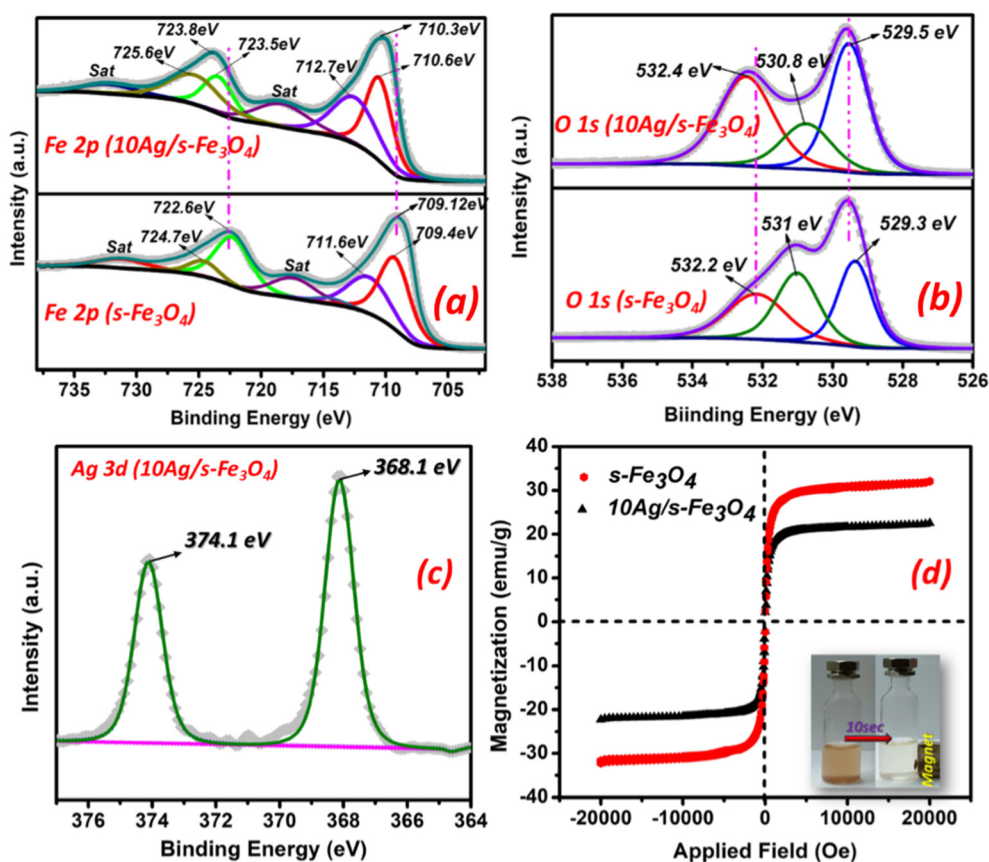 723.8eV
710.3eV
725.6eV
723.5eV
712.7eV
710.6eV
Sat
Sat
Fe 2p (10Ag/s-Fe₃O₄)
722.6eV
709.12eV
724.7eV
711.6eV
709.4eV
Sat
Sat
Fe 2p (s-Fe₃O₄)
(a)
Intensity (a.u.)
Intensity (a.u.)
735 730 725 720 715 710 705
Binding Energy (eV)
529.5 eV
530.8 eV
532.4 eV
O 1s (10Ag/s-Fe₃O₄)
531 eV
529.3 eV
532.2 eV
O 1s (s-Fe₃O₄)
(b)
Intensity (a.u.)
Intensity (a.u.)
538 536 534 532 530 528 526
Biinding Energy (eV)
Ag 3d (10Ag/s-Fe₃O₄)
368.1 eV
374.1 eV
(c)
Intensity (a.u.)
376 374 372 370 368 366 364
Binding Energy (eV)
40
30
20
10
0
-10
-20
-30
-40
Magnetization (emu/g)
s-Fe₃O₄
10Ag/s-Fe₃O₄
(d)
10sec
Magnet
-20000 -10000 0 10000 20000
Applied Field (Oe)